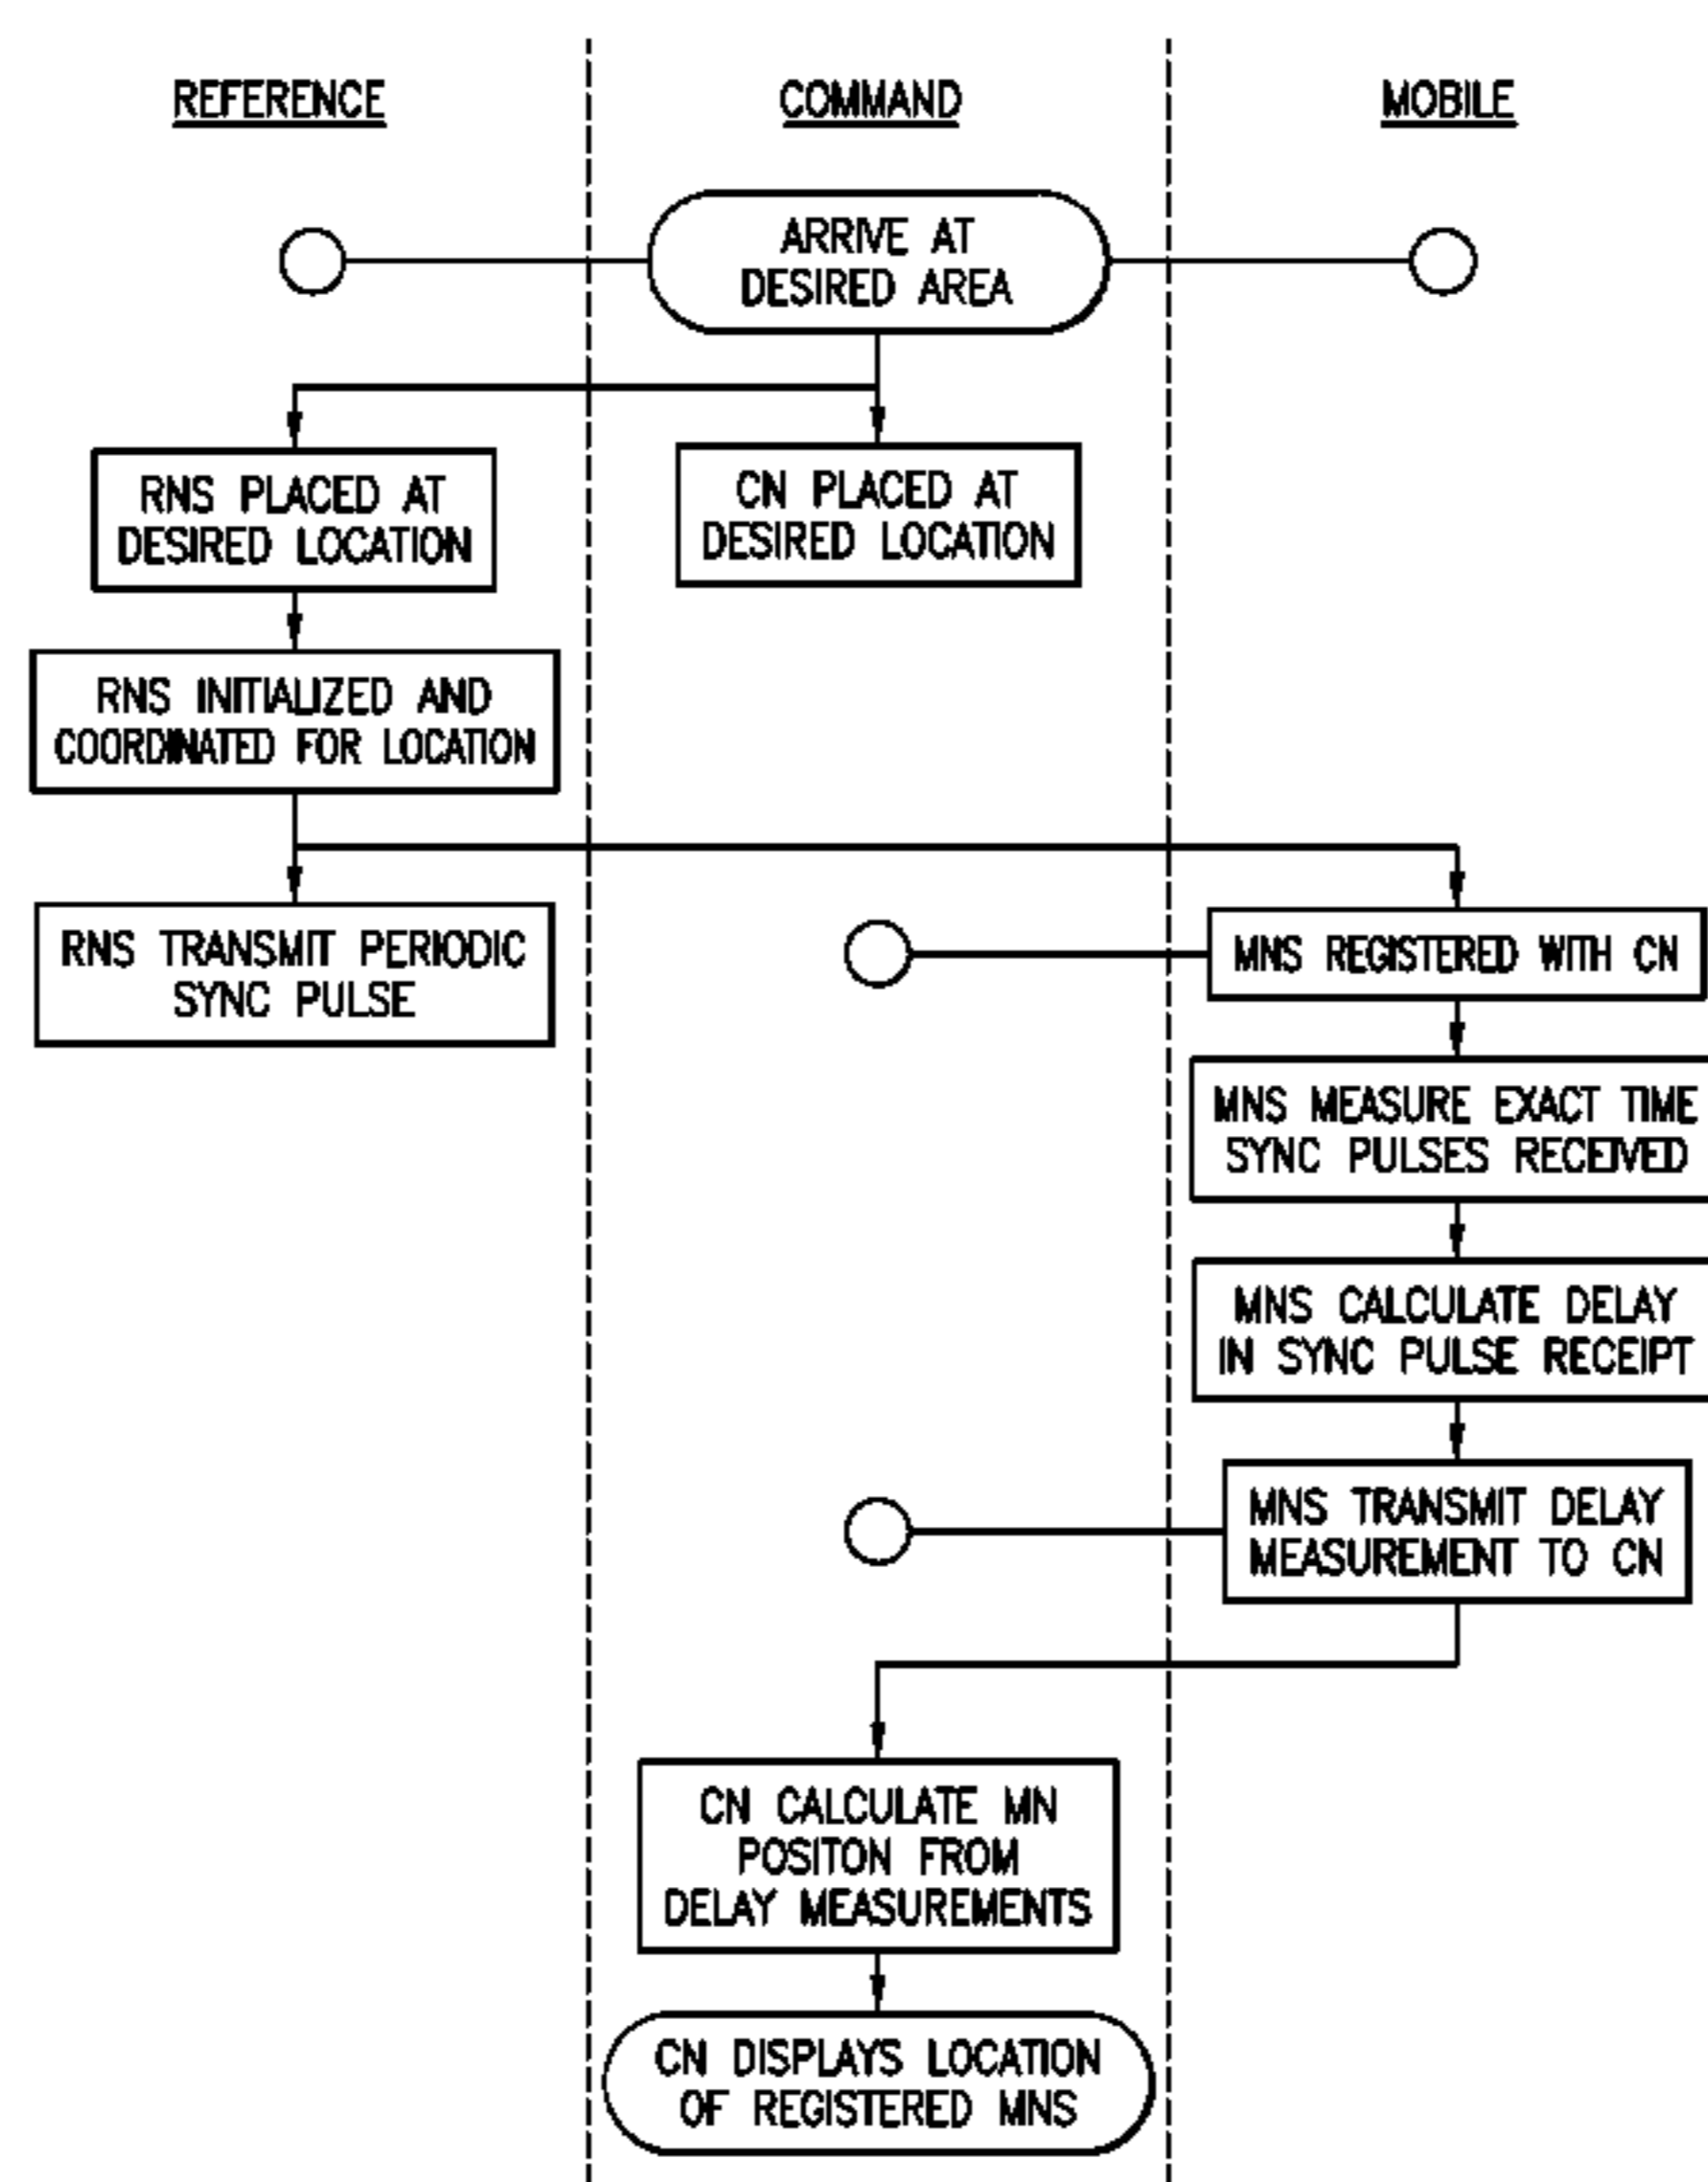 REFERENCE
COMMAND
MOBILE
ARRIVE AT
DESIRED AREA
RNS PLACED AT
DESIRED LOCATION
CN PLACED AT
DESIRED LOCATION
RNS INITIALIZED AND
COORDINATED FOR LOCATION
RNS TRANSMIT PERIODIC
SYNC PULSE
MNS REGISTERED WITH CN
MNS MEASURE EXACT TIME
SYNC PULSES RECEIVED
MNS CALCULATE DELAY
IN SYNC PULSE RECEIPT
MNS TRANSMIT DELAY
MEASUREMENT TO CN
CN CALCULATE MN
POSITON FROM
DELAY MEASUREMENTS
CN DISPLAYS LOCATION
OF REGISTERED MNS